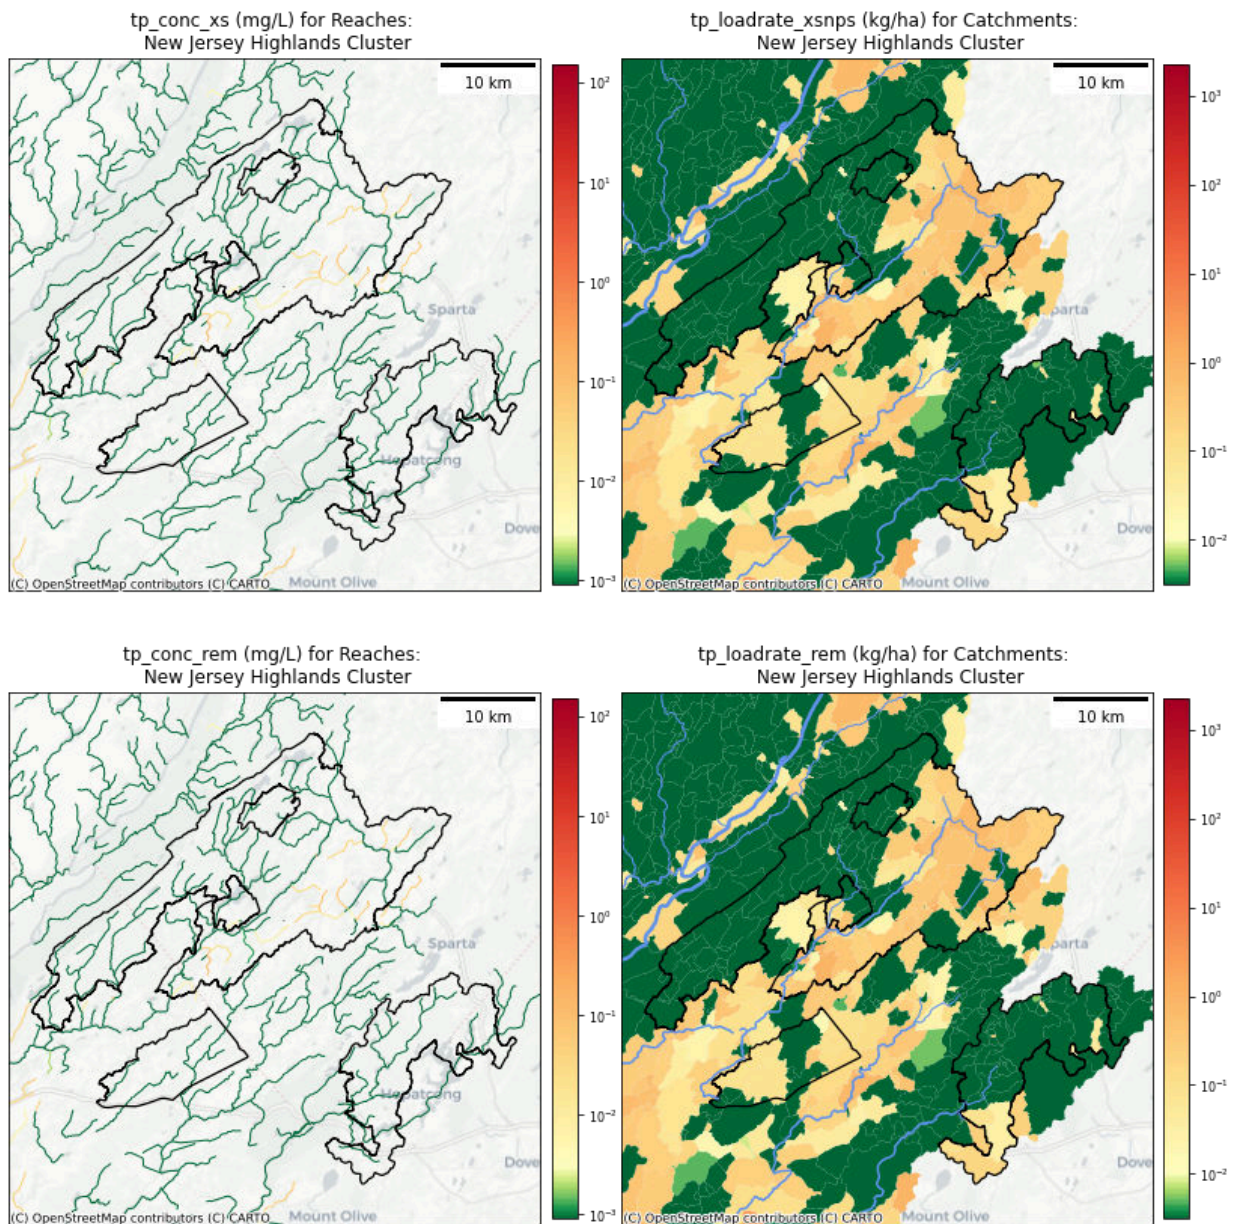 tp_conc_xs (mg/L) for Reaches:
New Jersey Highlands Cluster
10 km
Sparta
Hopatcong
Dove
Mount Olive
(C) OpenStreetMap contributors (C) CARTO
10²
10¹
10⁰
10⁻¹
10⁻²
10⁻³
tp_loadrate_xsnps (kg/ha) for Catchments:
New Jersey Highlands Cluster
10 km
parta
Dove
Mount Olive
(C) OpenStreetMap contributors (C) CARTO
10³
10²
10¹
10⁰
10⁻¹
10⁻²
tp_conc_rem (mg/L) for Reaches:
New Jersey Highlands Cluster
10 km
Sparta
Hopatcong
Dove
Mount Olive
(C) OpenStreetMap contributors (C) CARTO
10²
10¹
10⁰
10⁻¹
10⁻²
10⁻³
tp_loadrate_rem (kg/ha) for Catchments:
New Jersey Highlands Cluster
10 km
parta
Dove
Mount Olive
(C) OpenStreetMap contributors (C) CARTO
10³
10²
10¹
10⁰
10⁻¹
10⁻²